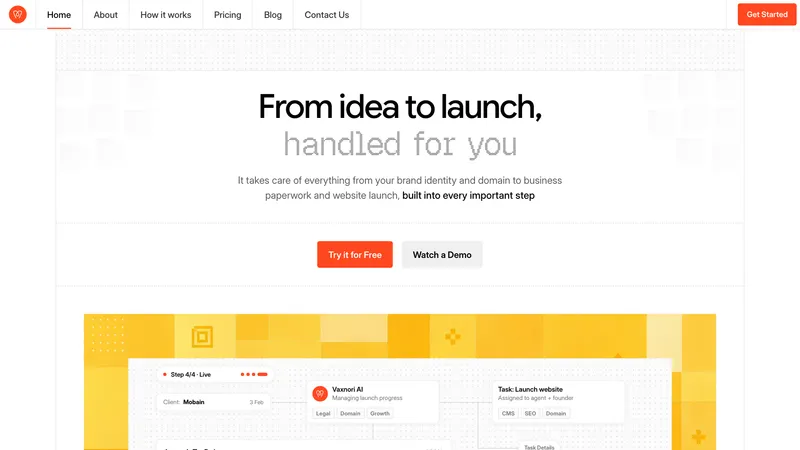 Home
About
How it works
Pricing
Blog
Contact Us
Get Started
From idea to launch,
handled for you
It takes care of everything from your brand identity and domain to business
paperwork and website launch, built into every important step
Try it for Free
Watch a Demo
Step 4/4 · Live
Client: Mobain
3 Feb
Vaxnori AI
Managing launch progress
Legal
Domain
Growth
Task: Launch website
Assigned to agent + founder
CMS
SEO
Domain
Task Details